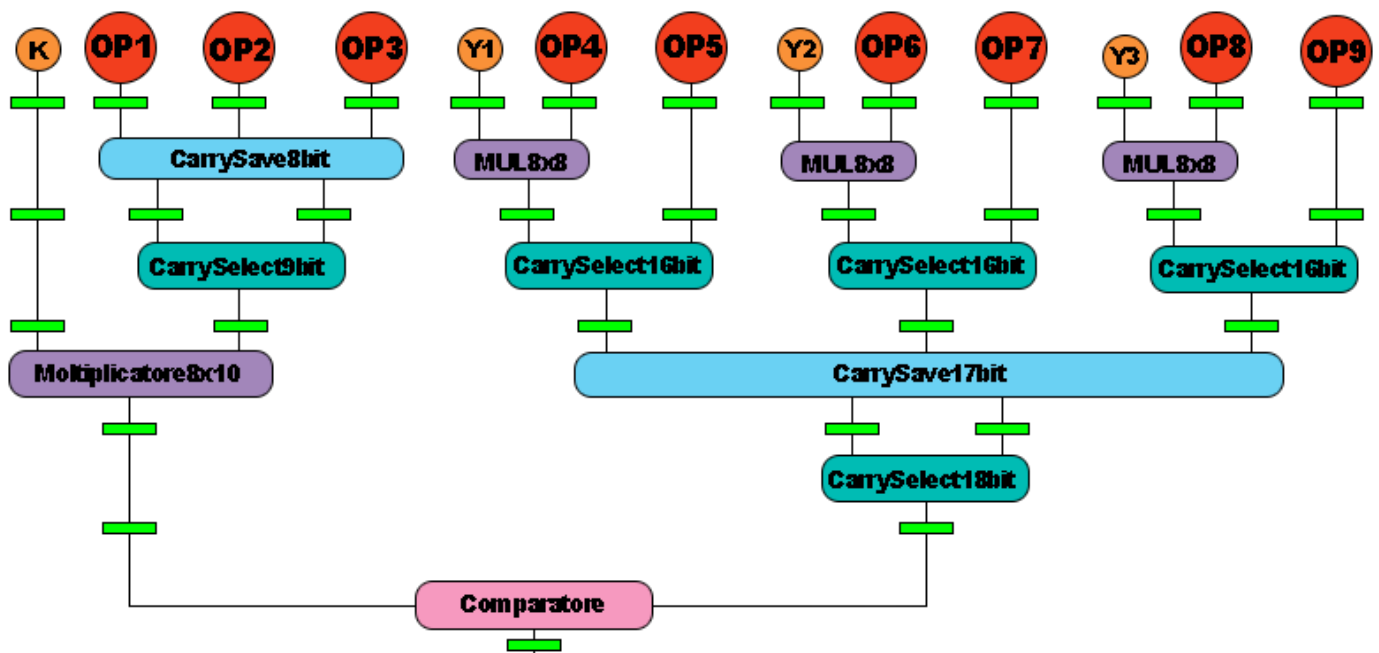 K OP1 OP2 OP3 Y1 OP4 OP5 Y2 OP6 OP7 Y3 OP8 OP9
CarrySave8bit MUL8x8 MUL8x8 MUL8x8
CarrySelect9bit CarrySelect16bit CarrySelect16bit CarrySelect16bit
Moltiplicatore8x10 CarrySave17bit
CarrySelect18bit
Comparatore